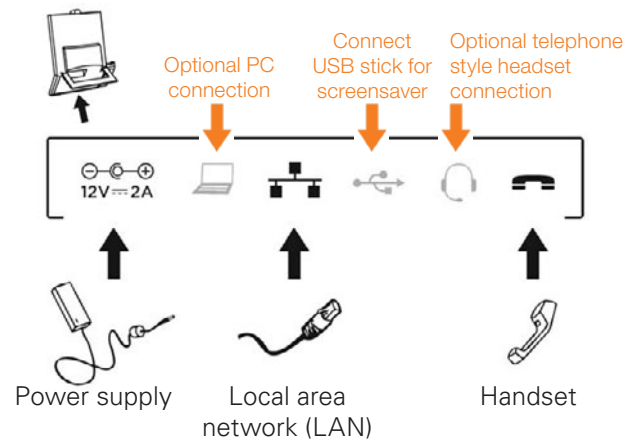 Optional PC
connection
Connect
USB stick for
screensaver
Optional telephone
style headset
connection
12V⎓2A
Power supply
Local area
network (LAN)
Handset